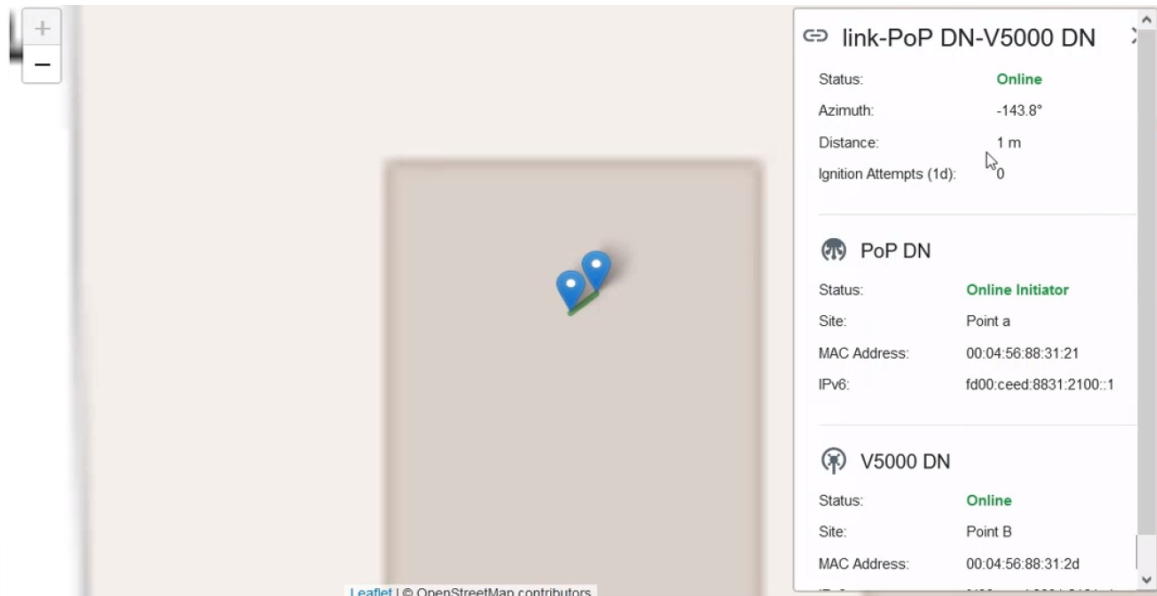 +
−
link-PoP DN-V5000 DN
Status: Online
Azimuth: -143.8°
Distance: 1 m
Ignition Attempts (1d): 0
PoP DN
Status: Online Initiator
Site: Point a
MAC Address: 00:04:56:88:31:21
IPv6: fd00:ceed:8831:2100::1
V5000 DN
Status: Online
Site: Point B
MAC Address: 00:04:56:88:31:2d
Leaflet | © OpenStreetMap contributors